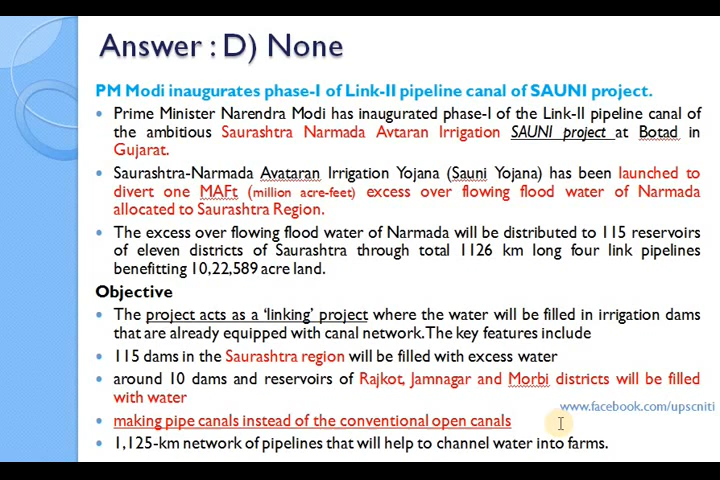 Answer : D) None
PM Modi inaugurates phase-I of Link-II pipeline canal of SAUNI project.
• Prime Minister Narendra Modi has inaugurated phase-I of the Link-II pipeline canal of
the ambitious Saurashtra Narmada Avtaran Irrigation SAUNI project at Botad in
Gujarat.
• Saurashtra-Narmada Avataran Irrigation Yojana (Sauni Yojana) has been launched to
divert one MAFt (million acre-feet) excess over flowing flood water of Narmada
allocated to Saurashtra Region.
• The excess over flowing flood water of Narmada will be distributed to 115 reservoirs
of eleven districts of Saurashtra through total 1126 km long four link pipelines
benefitting 10,22,589 acre land.
Objective
• The project acts as a ‘linking’ project where the water will be filled in irrigation dams
that are already equipped with canal network. The key features include
• 115 dams in the Saurashtra region will be filled with excess water
• around 10 dams and reservoirs of Rajkot, Jamnagar and Morbi districts will be filled
with water
www.facebook.com/upscniti
• making pipe canals instead of the conventional open canals
• 1,125-km network of pipelines that will help to channel water into farms.